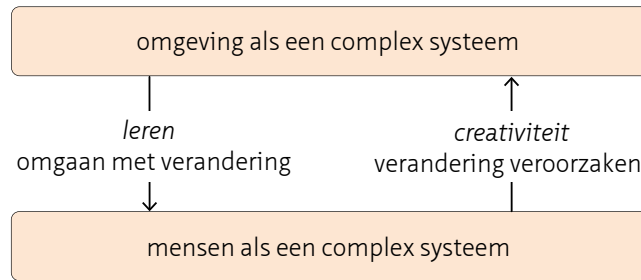 omgeving als een complex systeem
leren
omgaan met verandering
creativiteit
verandering veroorzaken
mensen als een complex systeem